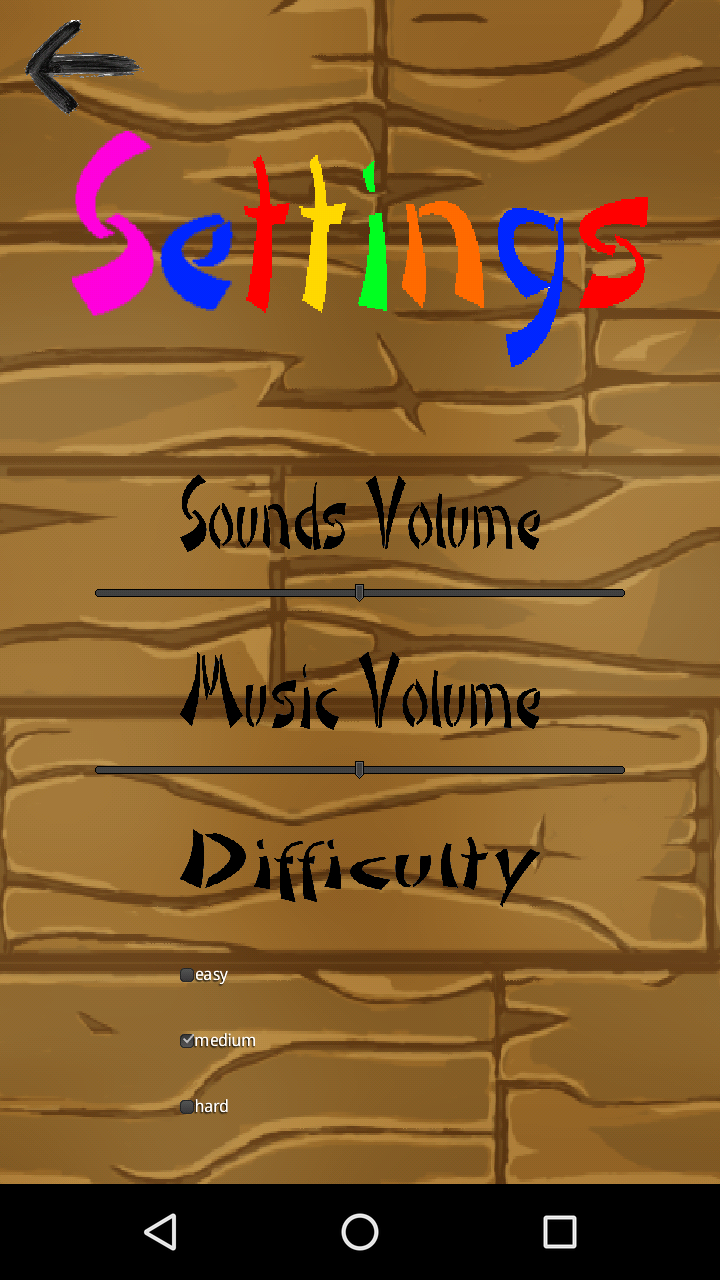 Settings
Sounds Volume
Music Volume
Difficulty
easy
medium
hard